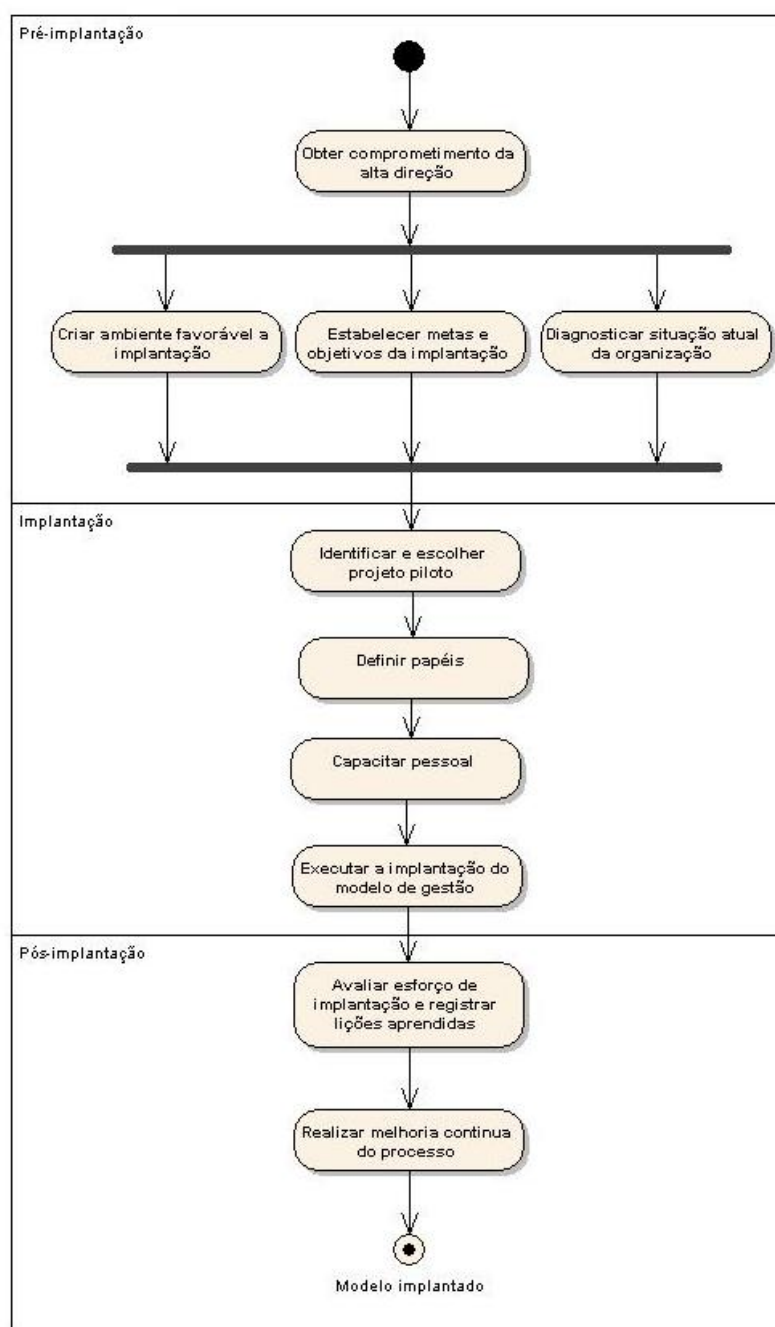 Pré-implantação
Obter comprometimento da
alta direção
Criar ambiente favorável a
implantação
Estabelecer metas e
objetivos da implantação
Diagnosticar situação atual
da organização
Implantação
Identificar e escolher
projeto piloto
Definir papéis
Capacitar pessoal
Executar a implantação do
modelo de gestão
Pós-implantação
Avaliar esforço de
implantação e registrar
lições aprendidas
Realizar melhoria continua
do processo
Modelo implantado